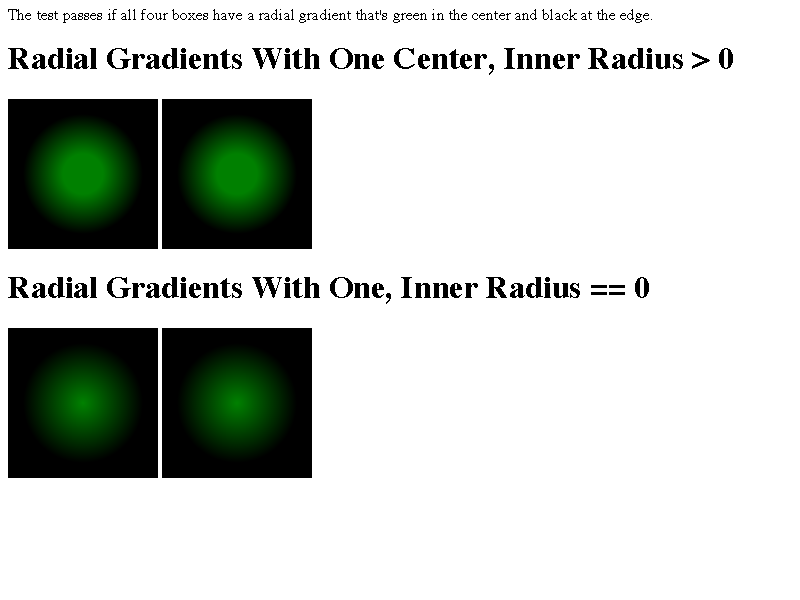 The test passes if all four boxes have a radial gradient that's green in the center and black at the edge.
Radial Gradients With One Center, Inner Radius > 0
Radial Gradients With One, Inner Radius == 0